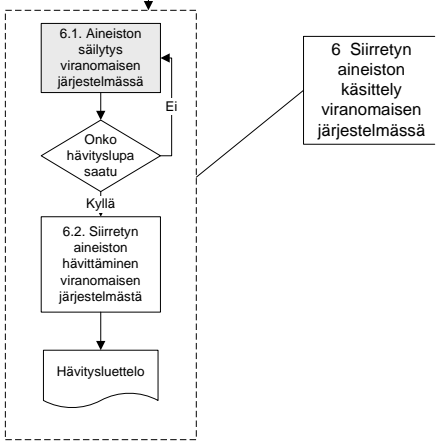 6.1. Aineiston
säilytys
viranomaisen
järjestelmässä
Ei
Onko
hävityslupa
saatu
Kyllä
6.2. Siirretyn
aineiston
hävittäminen
viranomaisen
järjestelmästä
Hävitysluettelo
6 Siirretyn
aineiston
käsittely
viranomaisen
järjestelmässä